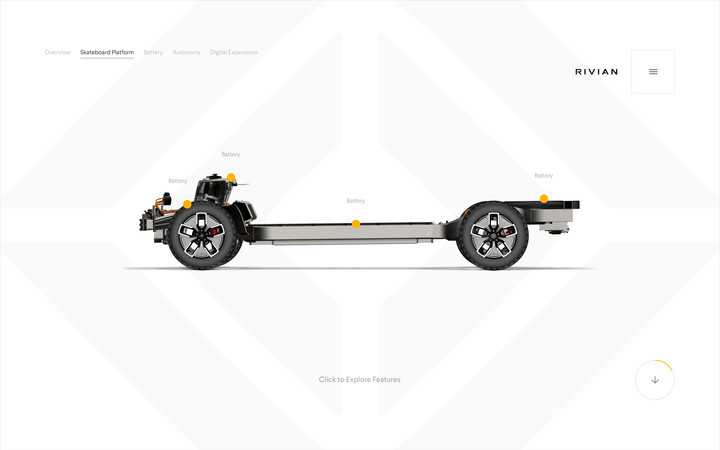 Overview
Skateboard Platform
Battery
Autonomy
Digital Experience
RIVIAN
Battery
Battery
Battery
Battery
Click to Explore Features